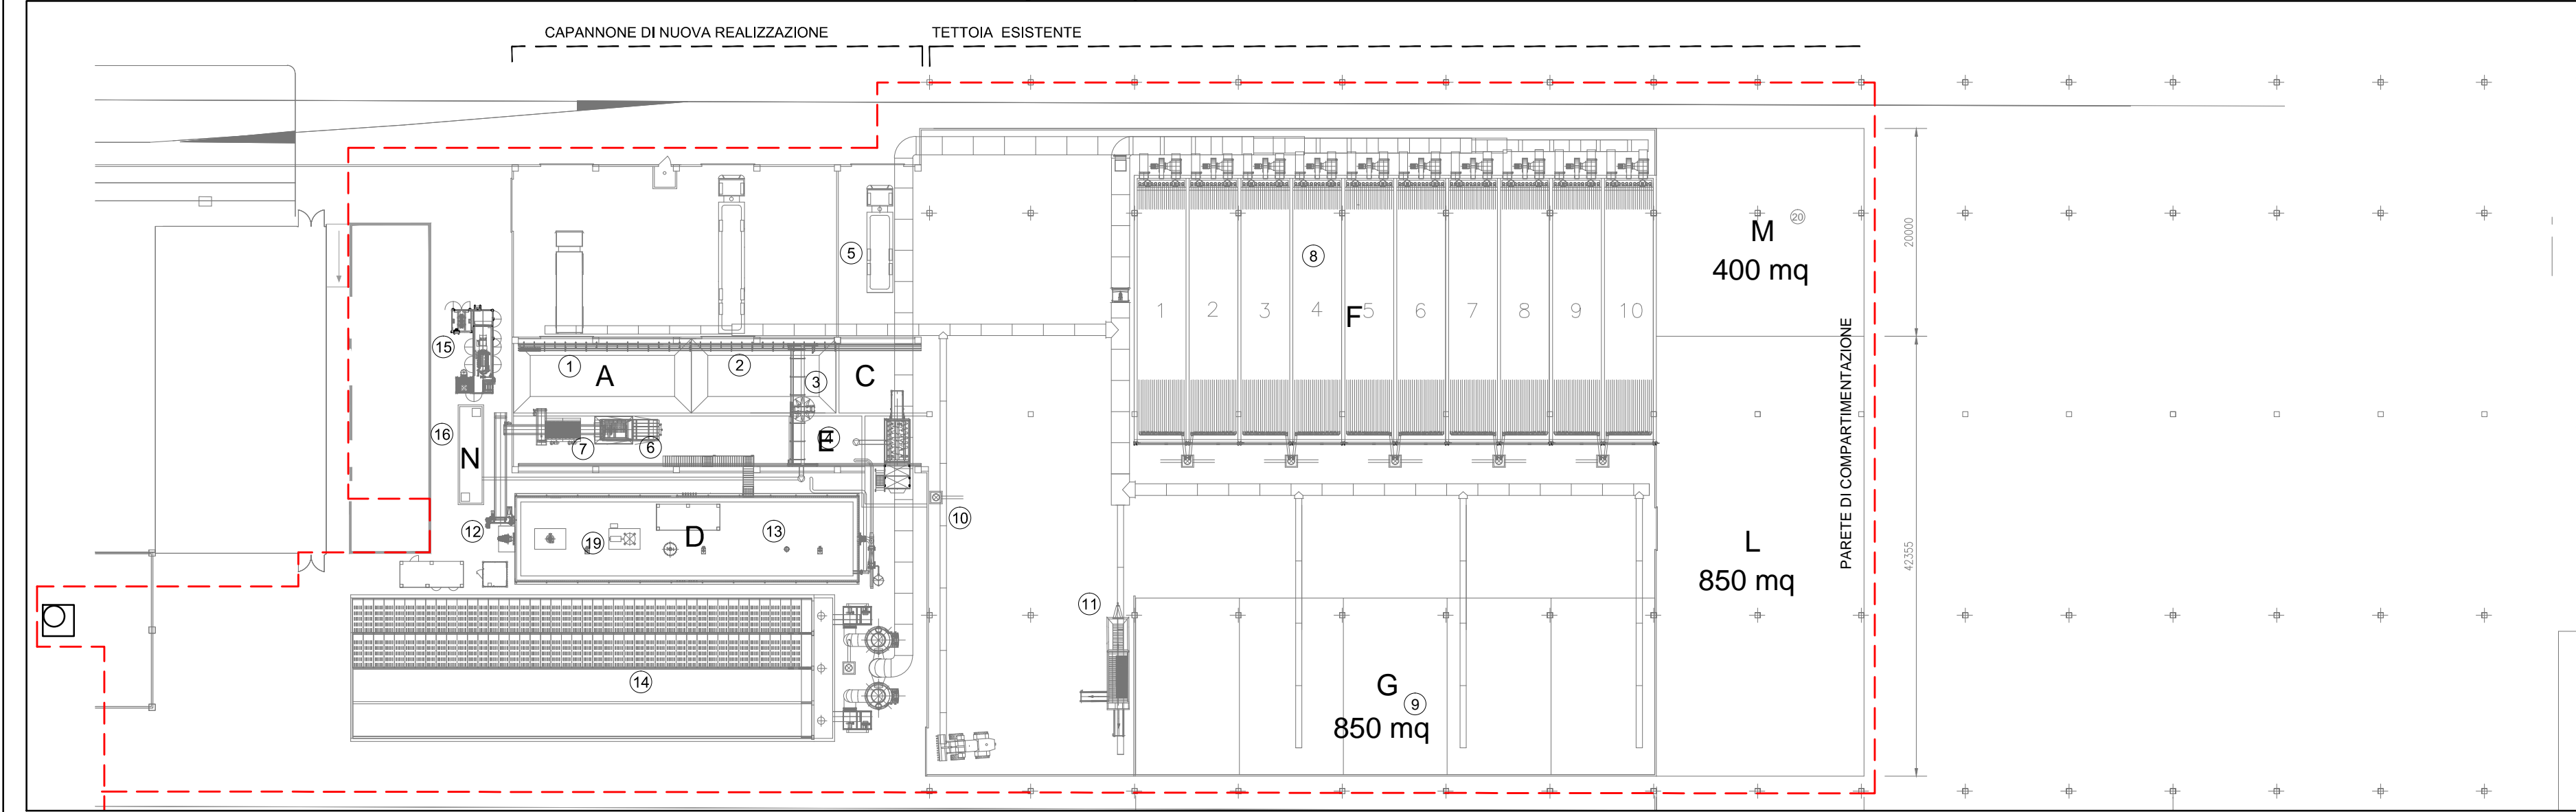 CAPANNONE DI NUOVA REALIZZAZIONE
TETTOIA ESISTENTE
M
20
400 mq
20000
5
8
1 2 3 4 5 6 7 8 9 10
F
15
1
A
2
3
C
PARETE DI COMPARTIMENTAZIONE
16
N
7
6
E
4
12
19
D
13
10
L
850 mq
42355
11
14
G
9
850 mq